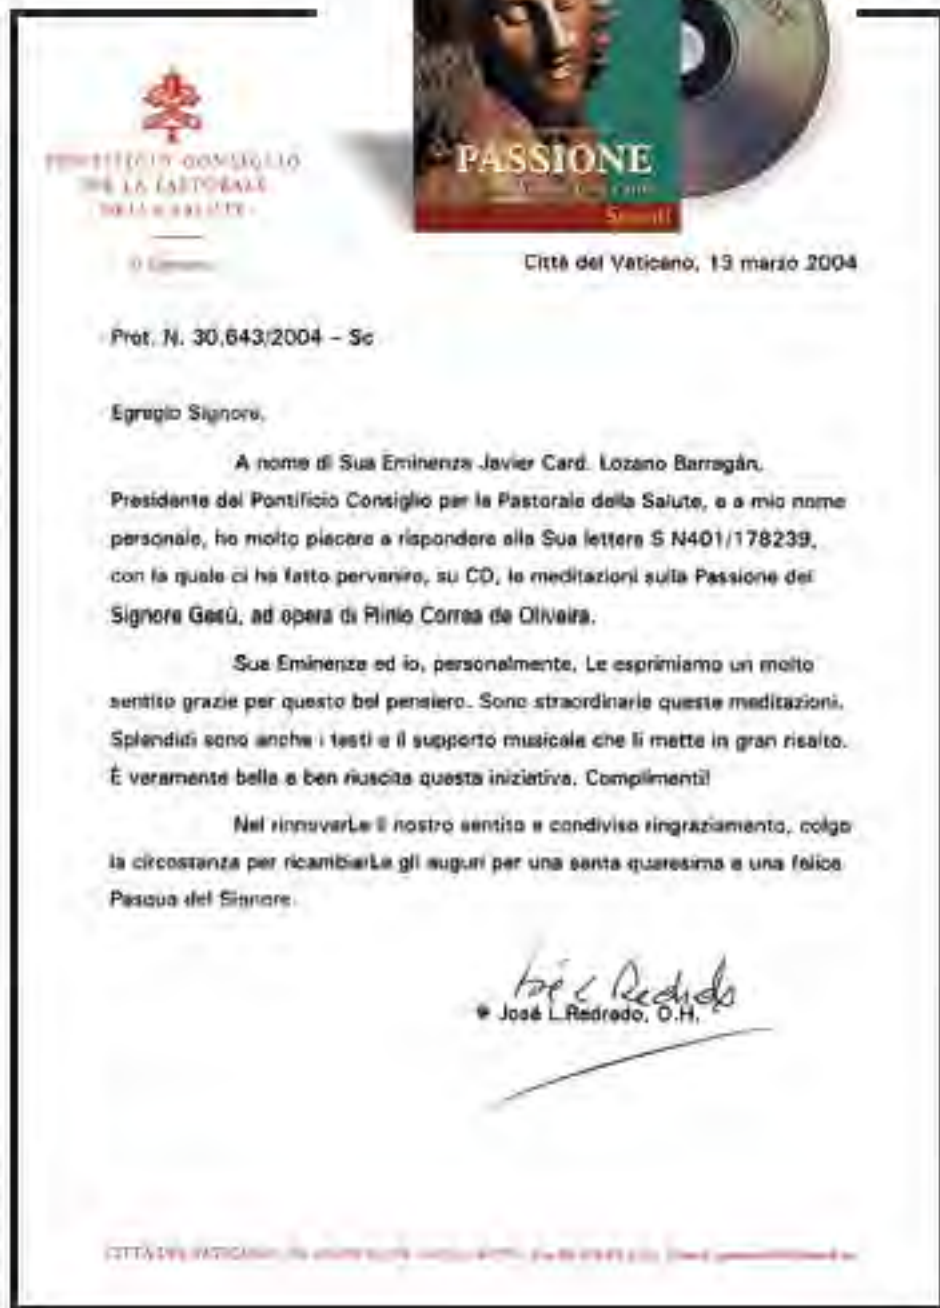 PASSIONE
PONTIFICIO CONSIGLIO
PER LA PASTORALE
DELLA SALUTE
Città del Vaticano, 13 marzo 2004
Prot. N. 30.643/2004 – Sc
Egregio Signore,
A nome di Sua Eminenza Javier Card. Lozano Barragán,
Presidente del Pontificio Consiglio per la Pastorale della Salute, e a mio nome
personale, ho molto piacere a rispondere alla Sua lettera S N401/178239,
con la quale ci ha fatto pervenire, su CD, le meditazioni sulla Passione del
Signore Gesù, ad opera di Plinio Correa de Oliveira.
Sua Eminenza ed io, personalmente, Le esprimiamo un molto
sentito grazie per questo bel pensiero. Sono straordinarie queste meditazioni.
Splendidi sono anche i testi e il supporto musicale che li mette in gran risalto.
È veramente bella e ben riuscita questa iniziativa. Complimenti!
Nel rinnovarLe il nostro sentito e condiviso ringraziamento, colgo
la circostanza per ricambiarLe gli auguri per una santa quaresima e una felice
Pasqua del Signore.
José L. Redrado
José L.Redrado, O.H.
CITTÀ DEL VATICANO